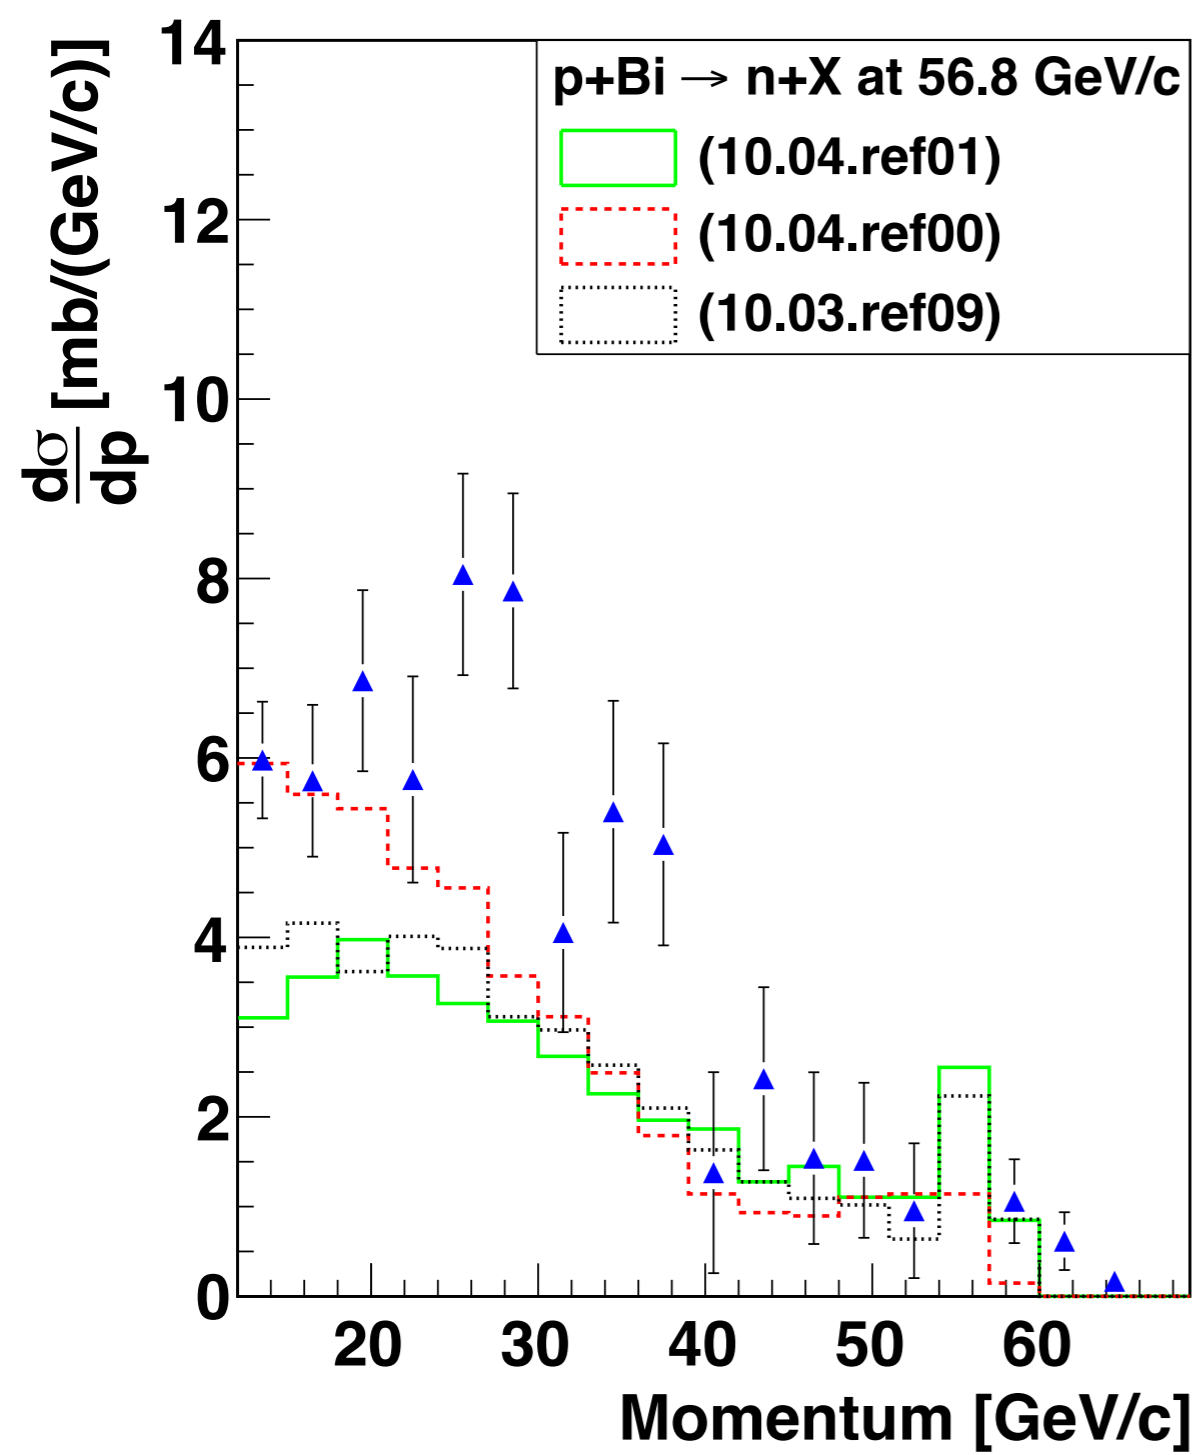 dσ
dp
[mb/(GeV/c)]
14
12
10
8
6
4
2
0
p+Bi → n+X at 56.8 GeV/c
(10.04.ref01)
(10.04.ref00)
(10.03.ref09)
20 30 40 50 60
Momentum [GeV/c]